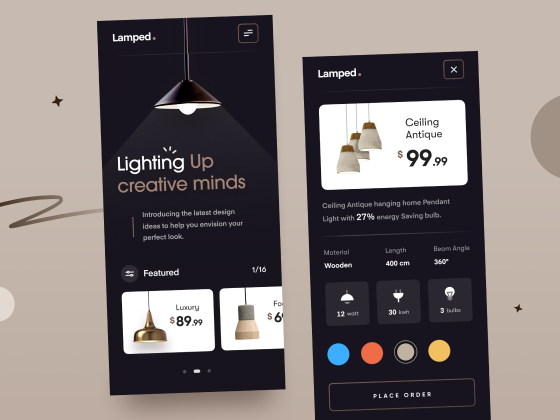 Lamped.
Lighting Up
creative minds
Introducing the latest design
ideas to help you envision your
perfect look.
Featured
1/16
Luxury
$89.99
$6
Lamped.
Ceiling
Antique
$99.99
Ceiling Antique hanging home Pendant
Light with 27% energy Saving bulb.
Material
Length
Beam Angle
Wooden
400 cm
360°
12 watt
30 kwh
3 bulbs
PLACE ORDER